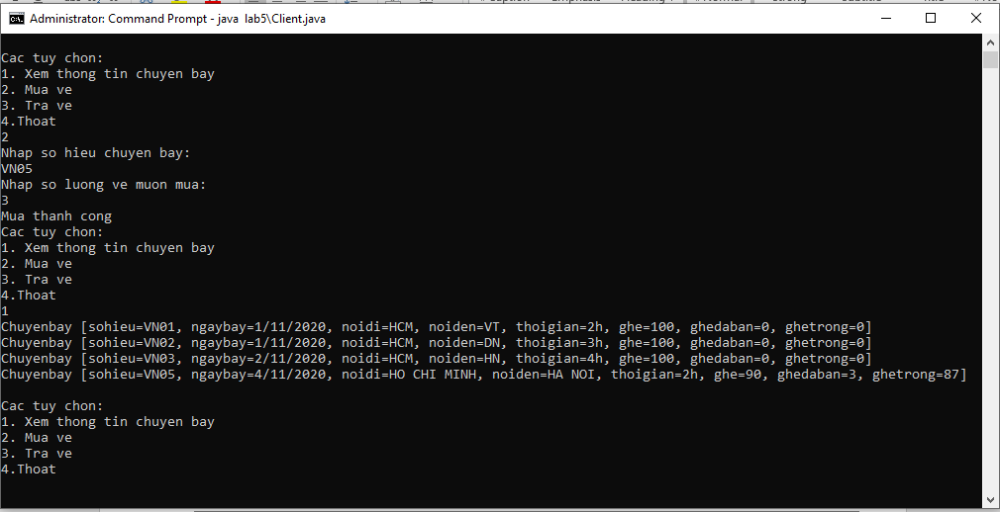 Administrator: Command Prompt - java lab5\Client.java
Cac tuy chon:
1. Xem thong tin chuyen bay
2. Mua ve
3. Tra ve
4.Thoat
2
Nhap so hieu chuyen bay:
VN05
Nhap so luong ve muon mua:
3
Mua thanh cong
Cac tuy chon:
1. Xem thong tin chuyen bay
2. Mua ve
3. Tra ve
4.Thoat
1
Chuyenbay [sohieu=VN01, ngaybay=1/11/2020, noidi=HCM, noiden=VT, thoigian=2h, ghe=100, ghedaban=0, ghetrong=0]
Chuyenbay [sohieu=VN02, ngaybay=1/11/2020, noidi=HCM, noiden=DN, thoigian=3h, ghe=100, ghedaban=0, ghetrong=0]
Chuyenbay [sohieu=VN03, ngaybay=2/11/2020, noidi=HCM, noiden=HN, thoigian=4h, ghe=100, ghedaban=0, ghetrong=0]
Chuyenbay [sohieu=VN05, ngaybay=4/11/2020, noidi=HO CHI MINH, noiden=HA NOI, thoigian=2h, ghe=90, ghedaban=3, ghetrong=87]
Cac tuy chon:
1. Xem thong tin chuyen bay
2. Mua ve
3. Tra ve
4.Thoat